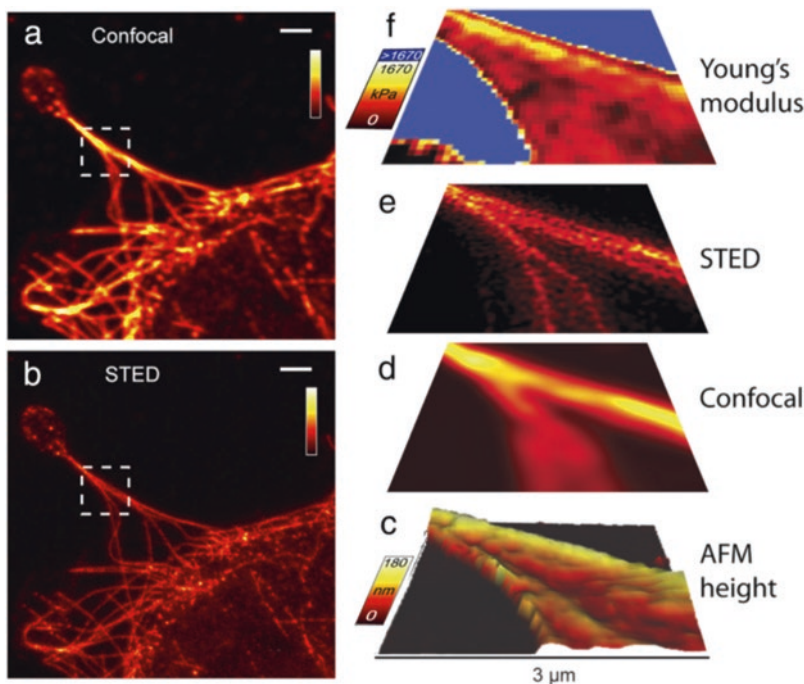 a
Confocal
b
STED
f
>1670
1670
kPa
0
Young's
modulus
e
STED
d
Confocal
c
180
nm
0
AFM
height
3 µm